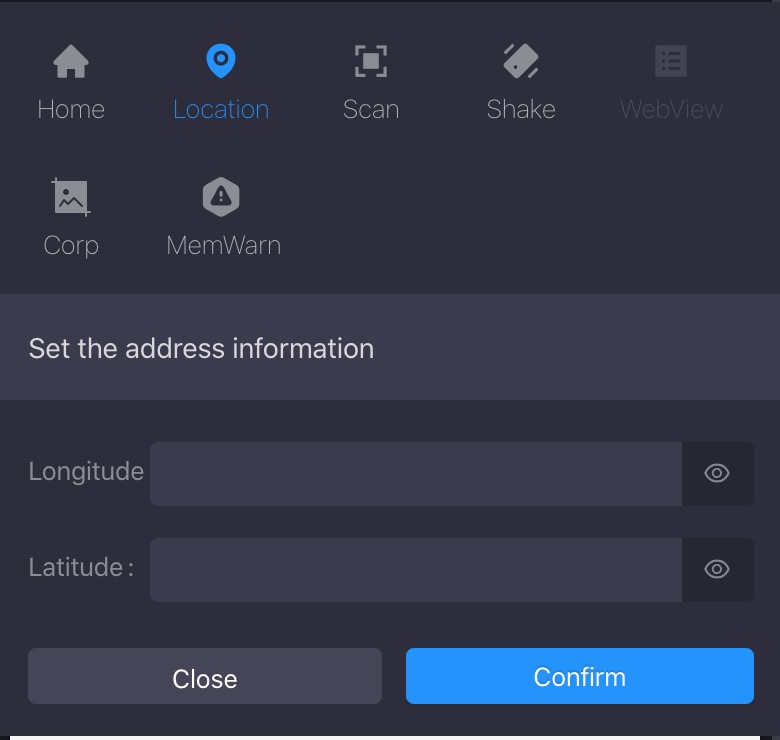 Home Location Scan Shake WebView
Corp MemWarn
Set the address information
Longitude
Latitude :
Close Confirm